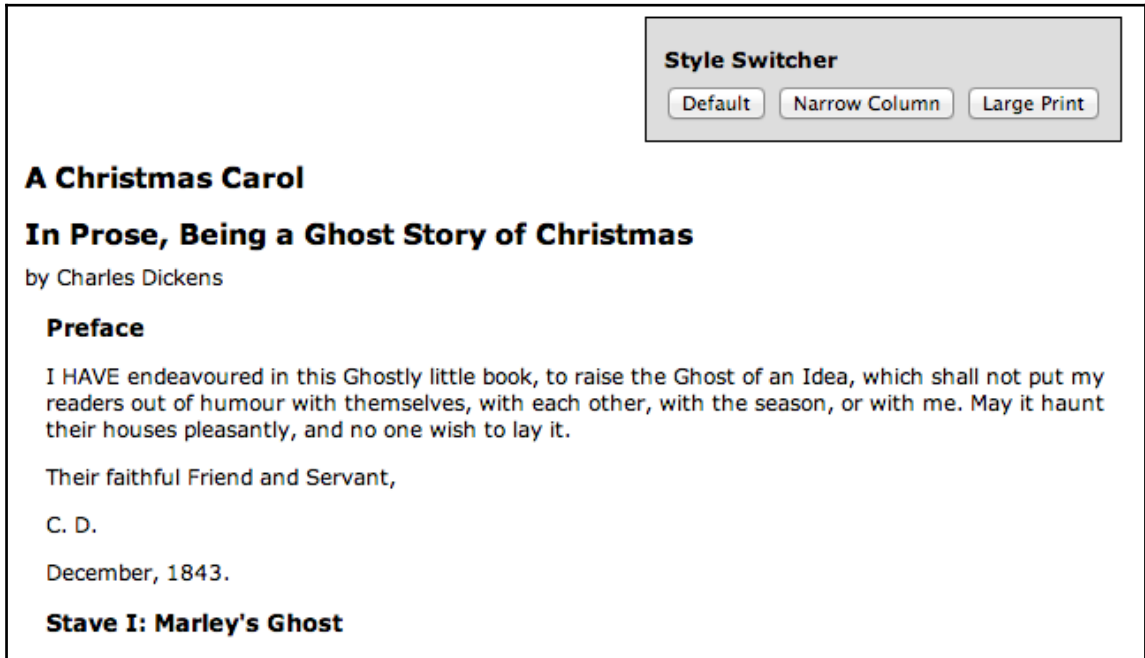 Style Switcher
Default Narrow Column Large Print
A Christmas Carol
In Prose, Being a Ghost Story of Christmas
by Charles Dickens
Preface
I HAVE endeavoured in this Ghostly little book, to raise the Ghost of an Idea, which shall not put my
readers out of humour with themselves, with each other, with the season, or with me. May it haunt
their houses pleasantly, and no one wish to lay it.
Their faithful Friend and Servant,
C. D.
December, 1843.
Stave I: Marley's Ghost